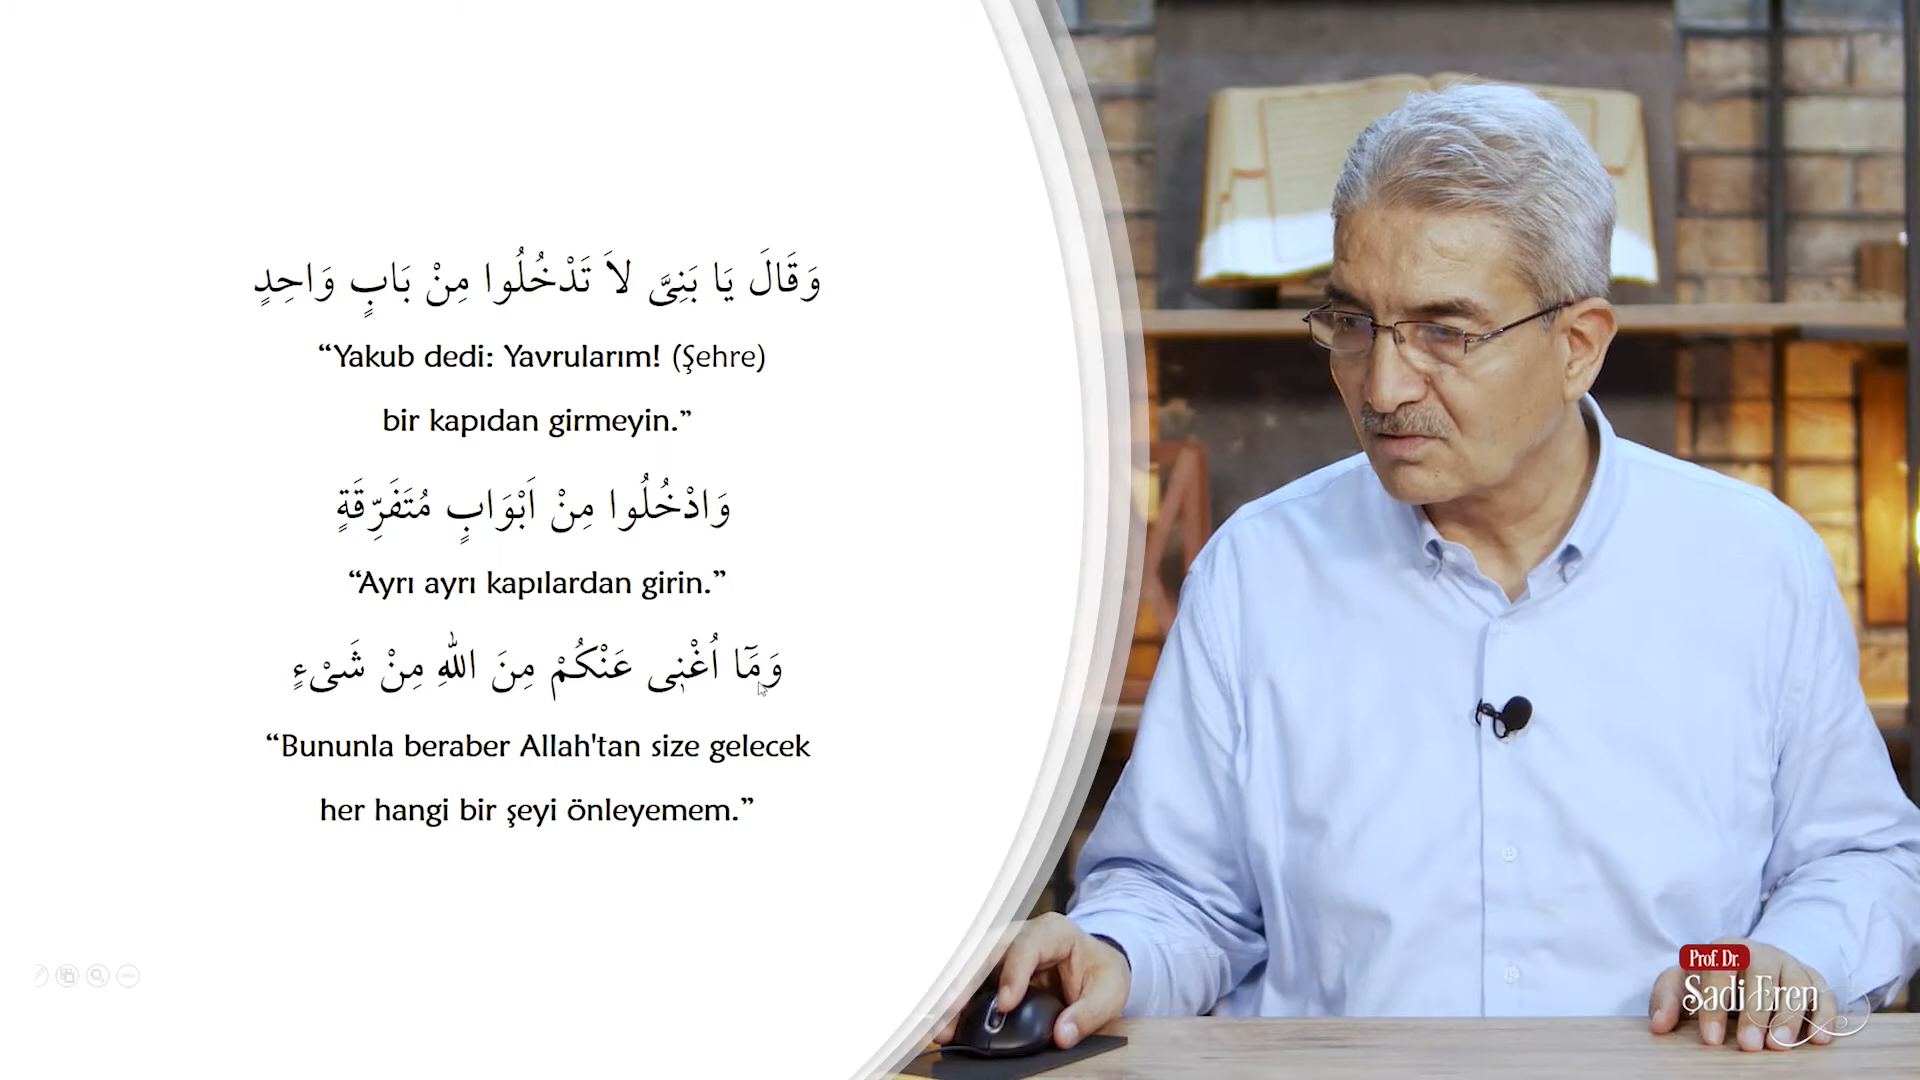 وَقَالَ يَا بَنِىَّ لاَ تَدْخُلُوا مِنْ بَابٍ وَاحِدٍ
“Yakub dedi: Yavrularım! (Şehre)
bir kapıdan girmeyin.”
وَادْخُلُوا مِنْ اَبْوَابٍ مُتَفَرِّقَةٍ
“Ayrı ayrı kapılardan girin.”
وَمَٓا اُغْنٖى عَنْكُمْ مِنَ اللّٰهِ مِنْ شَیْءٍ
“Bununla beraber Allah'tan size gelecek
her hangi bir şeyi önleyemem.”
Prof. Dr.
Şadi Eren